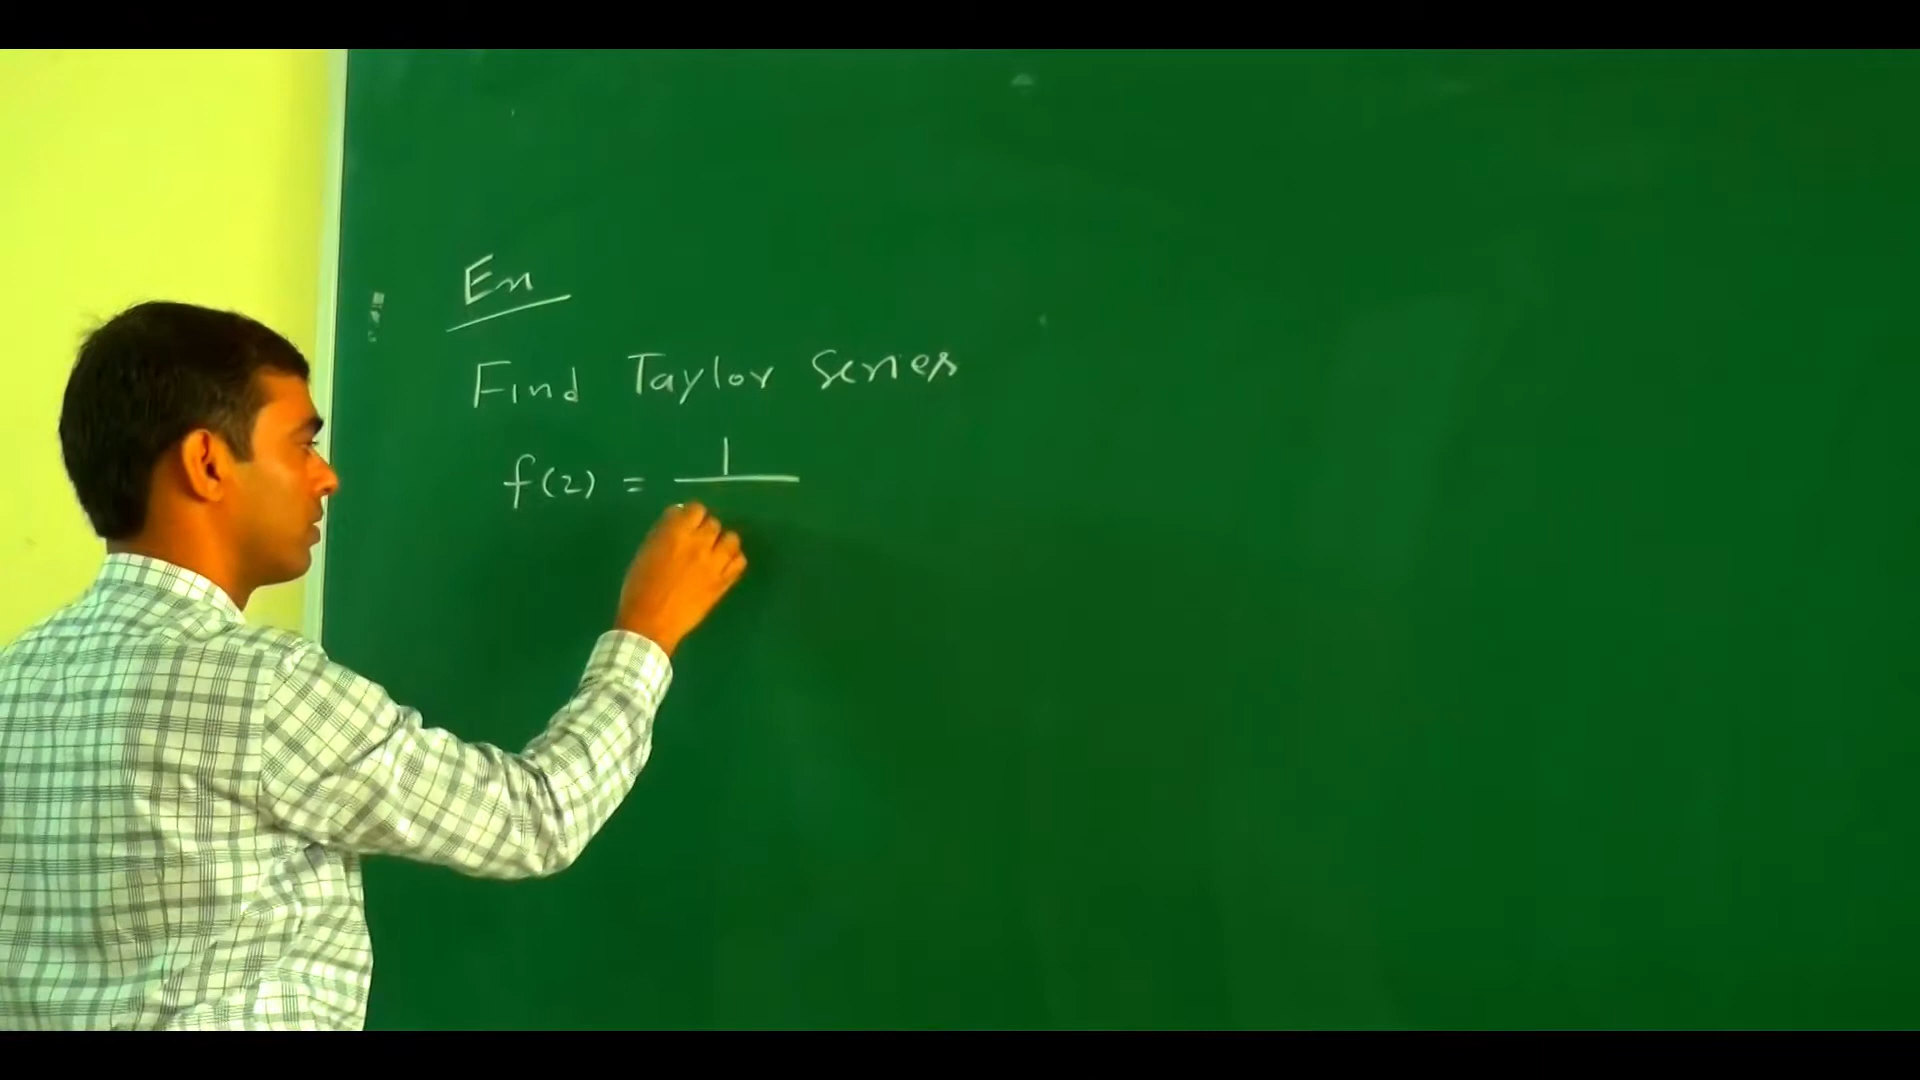 Ex
Find Taylor Series
f(z) = 1